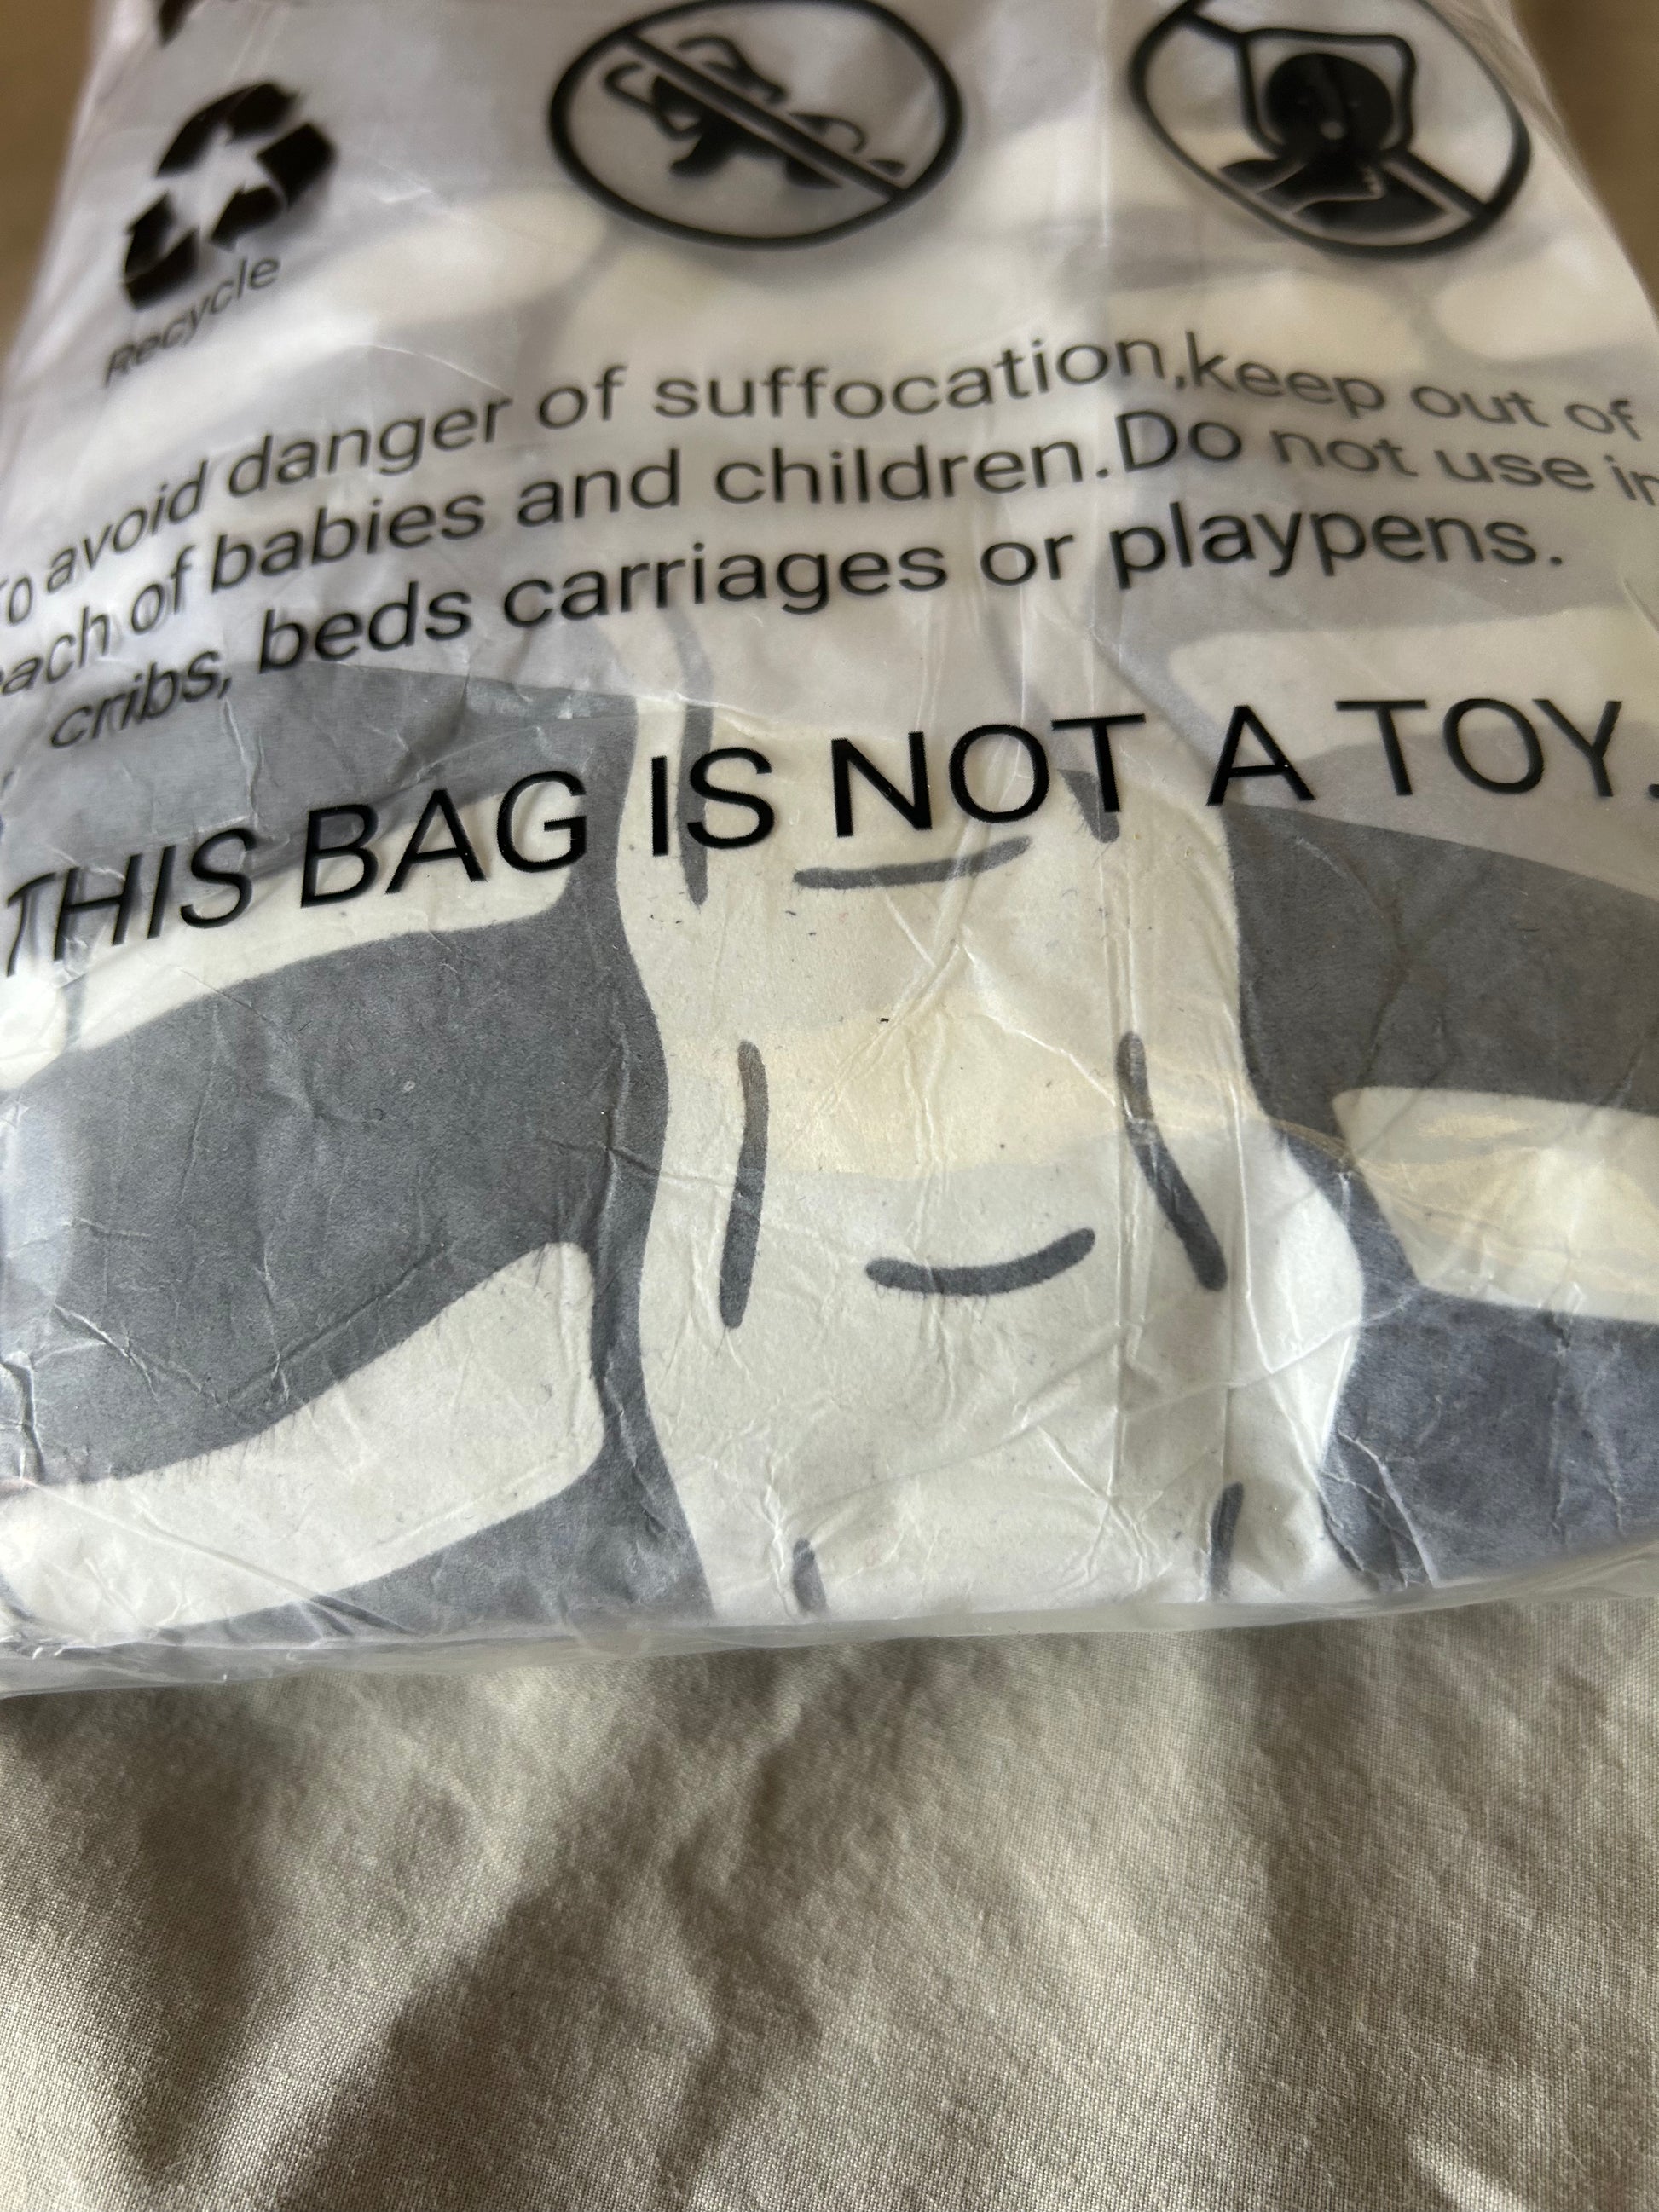 Recycle
To avoid danger of suffocation,keep out of
each of babies and children.Do not use in
cribs, beds carriages or playpens.
THIS BAG IS NOT A TOY.